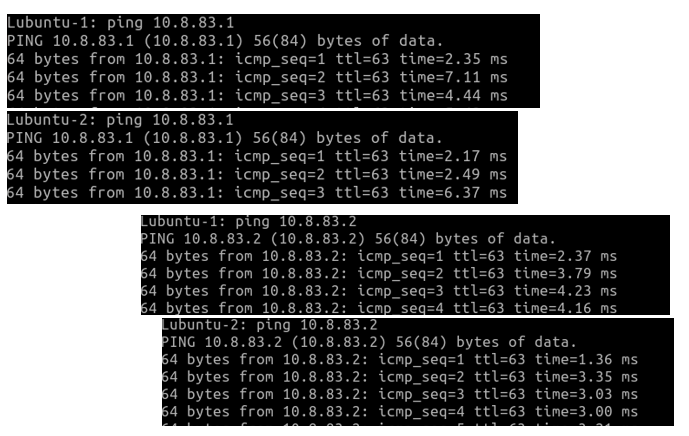 Lubuntu-1: ping 10.8.83.1
PING 10.8.83.1 (10.8.83.1) 56(84) bytes of data.
64 bytes from 10.8.83.1: icmp_seq=1 ttl=63 time=2.35 ms
64 bytes from 10.8.83.1: icmp_seq=2 ttl=63 time=7.11 ms
64 bytes from 10.8.83.1: icmp_seq=3 ttl=63 time=4.44 ms
Lubuntu-2: ping 10.8.83.1
PING 10.8.83.1 (10.8.83.1) 56(84) bytes of data.
64 bytes from 10.8.83.1: icmp_seq=1 ttl=63 time=2.17 ms
64 bytes from 10.8.83.1: icmp_seq=2 ttl=63 time=2.49 ms
64 bytes from 10.8.83.1: icmp_seq=3 ttl=63 time=6.37 ms
Lubuntu-1: ping 10.8.83.2
PING 10.8.83.2 (10.8.83.2) 56(84) bytes of data.
64 bytes from 10.8.83.2: icmp_seq=1 ttl=63 time=2.37 ms
64 bytes from 10.8.83.2: icmp_seq=2 ttl=63 time=3.79 ms
64 bytes from 10.8.83.2: icmp_seq=3 ttl=63 time=4.23 ms
64 bytes from 10.8.83.2: icmp_seq=4 ttl=63 time=4.16 ms
Lubuntu-2: ping 10.8.83.2
PING 10.8.83.2 (10.8.83.2) 56(84) bytes of data.
64 bytes from 10.8.83.2: icmp_seq=1 ttl=63 time=1.36 ms
64 bytes from 10.8.83.2: icmp_seq=2 ttl=63 time=3.35 ms
64 bytes from 10.8.83.2: icmp_seq=3 ttl=63 time=3.03 ms
64 bytes from 10.8.83.2: icmp_seq=4 ttl=63 time=3.00 ms